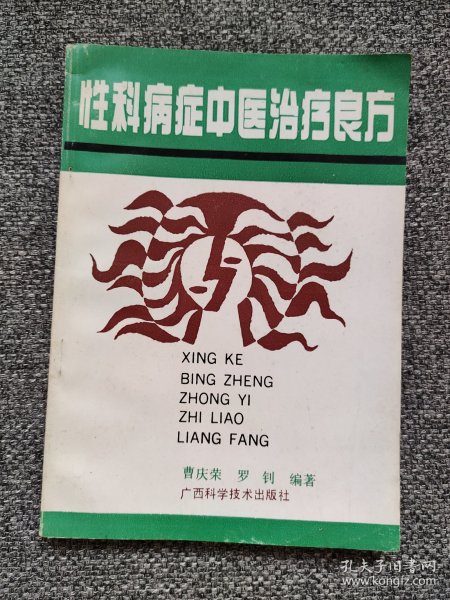 性科病症中医治疗良方
XING KE
BING ZHENG
ZHONG YI
ZHI LIAO
LIANG FANG
曹庆荣 罗钊 编著
广西科学技术出版社
孔夫子旧书网
www.kongfz.com